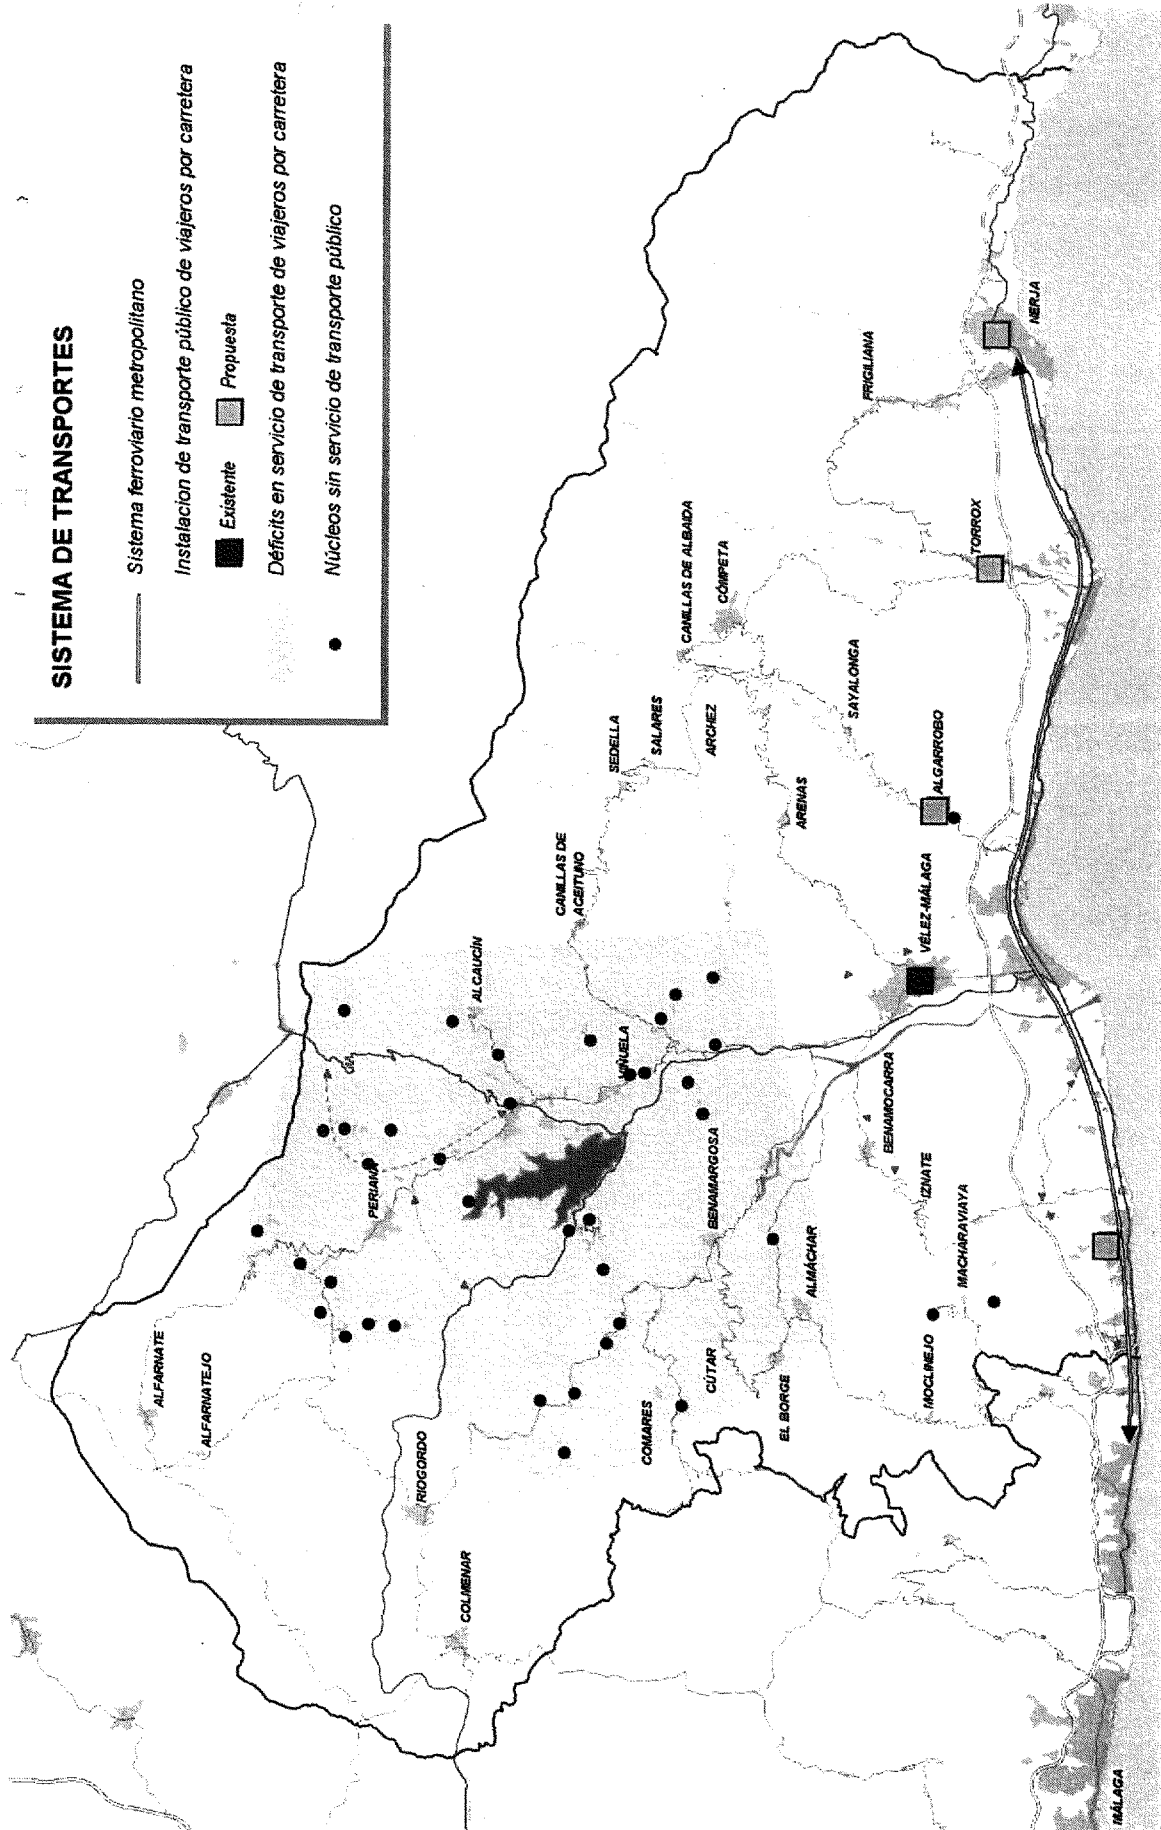 SISTEMA DE TRANSPORTES
Sistema ferroviario metropolitano
Instalacion de transporte público de viajeros por carretera
Existente
Propuesta
Déficits en servicio de transporte de viajeros por carretera
Núcleos sin servicio de transporte público
ALFARNATE
ALFARNATEJO
PERIANA
RIOGORDO
COLMENAR
ALCAUCÍN
CANILLAS DE
ACEITUNO
SEDELLA
SALARES
VIÑUELA
COMARES
CANILLAS DE ALBAIDA
CÓMPETA
ARCHEZ
BENAMARGOSA
CÚTAR
EL BORGE
ALMÁCHAR
ARENAS
SAYALONGA
FRIGILIANA
BENAMOCARRA
IZNATE
MOCLINEJO
MACHARAVIAYA
VÉLEZ-MÁLAGA
ALGARROBO
TORROX
NERJA
MÁLAGA